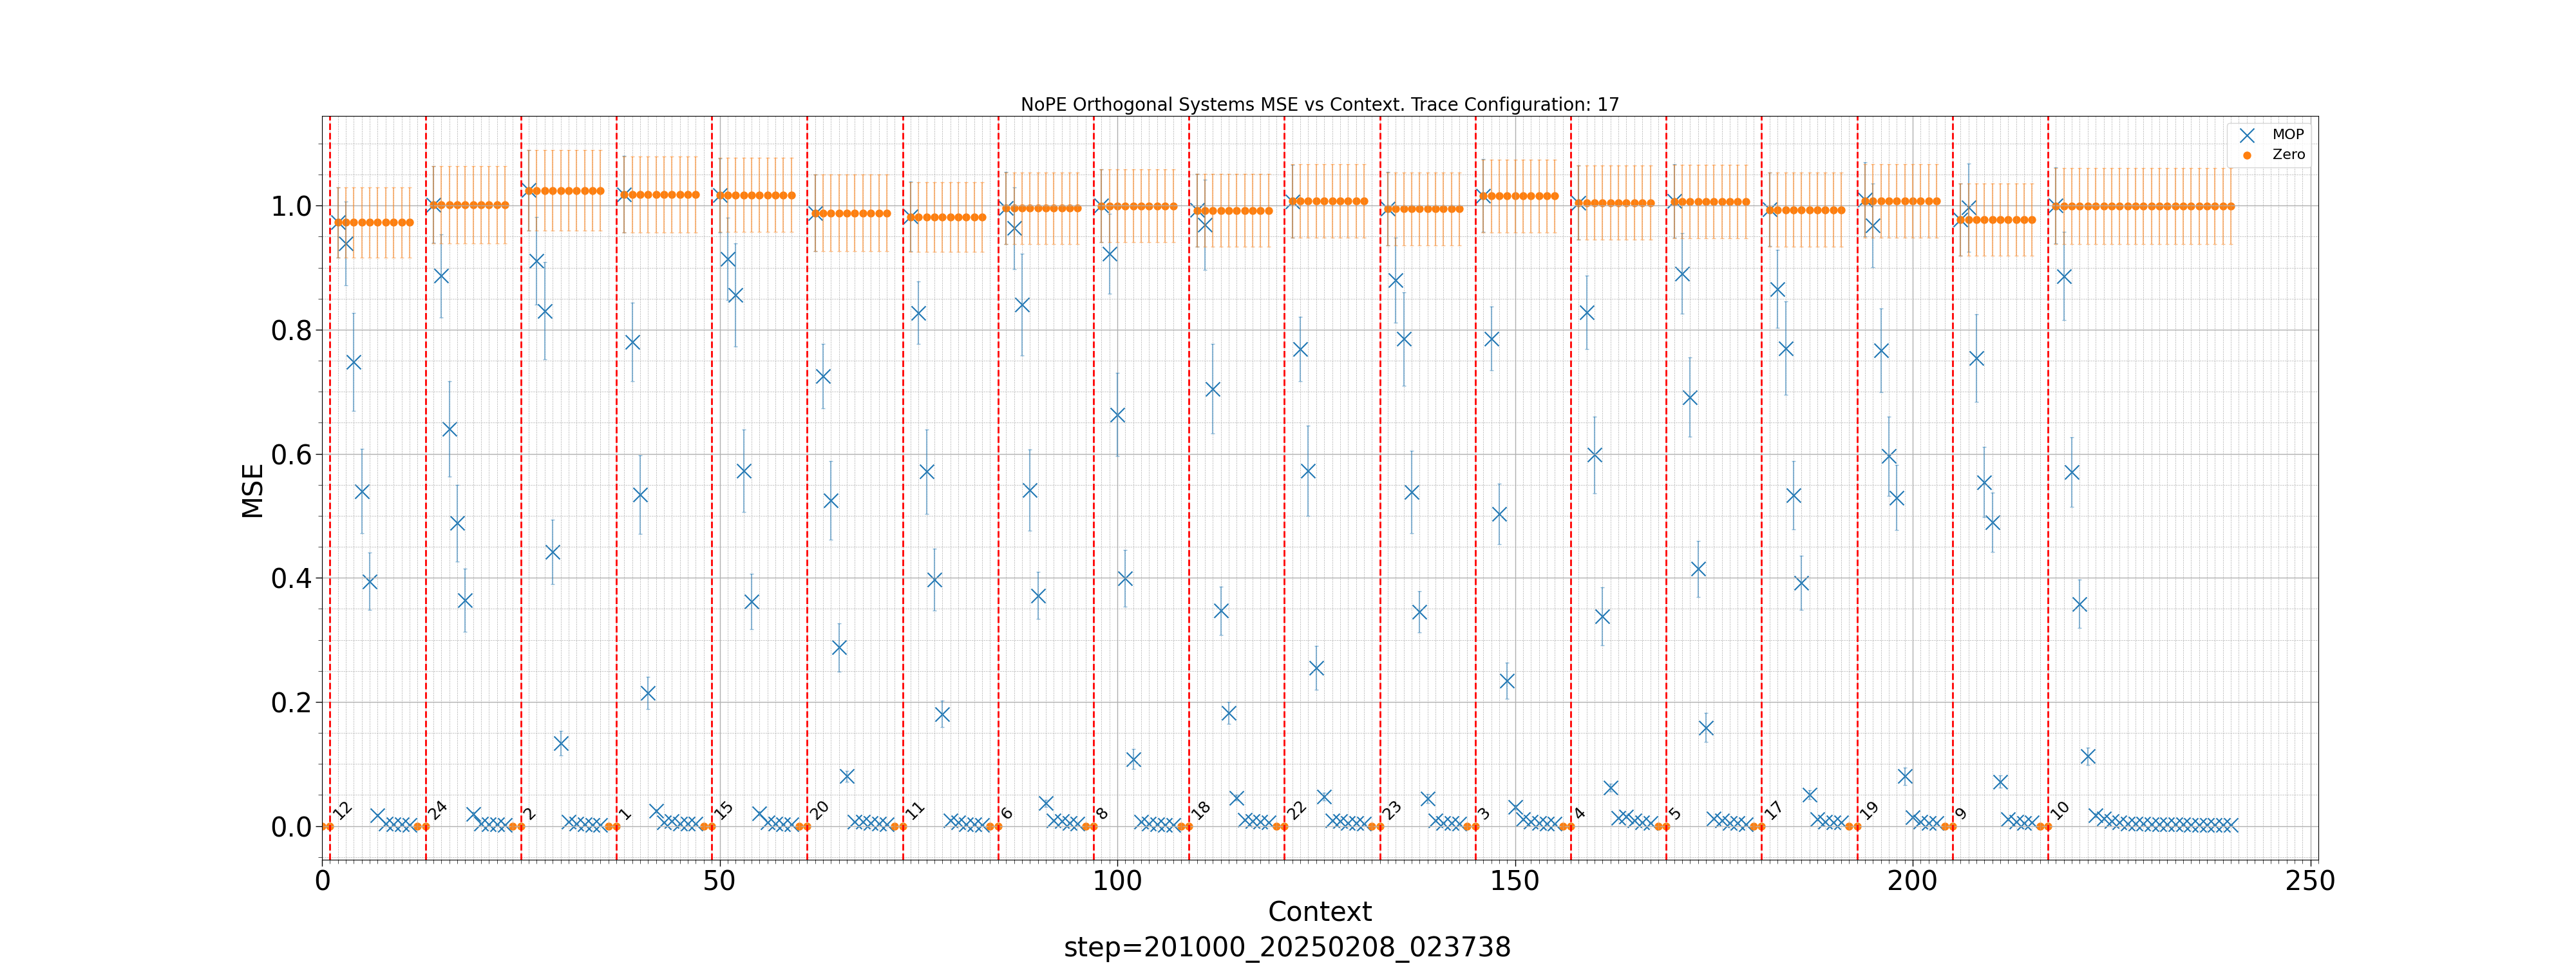 NoPE Orthogonal Systems MSE vs Context. Trace Configuration: 17
MOP
Zero
MSE
1.0
0.8
0.6
0.4
0.2
0.0
12 24 2 1 15 20 11 6 8 18 22 23 3 4 5 17 19 9 10
0 50 100 150 200 250
Context
step=201000_20250208_023738